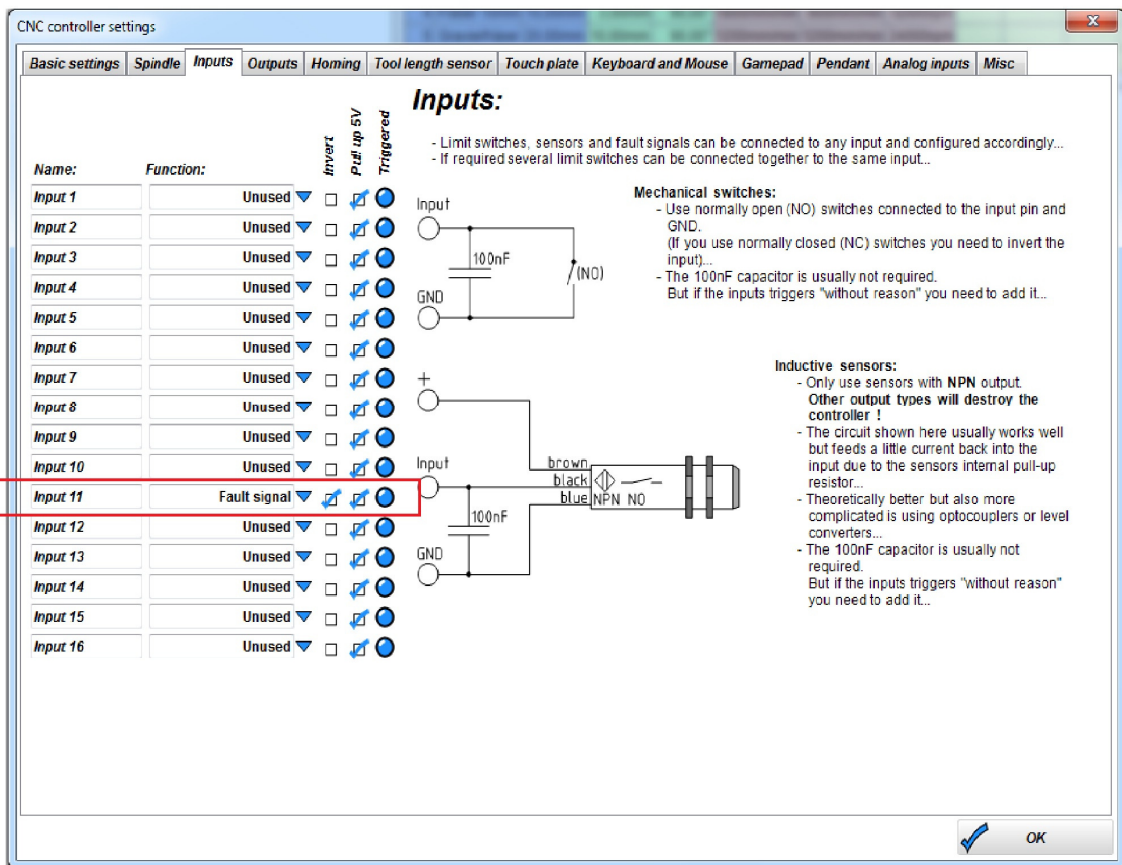 CNC controller settings
Basic settings Spindle Inputs Outputs Homing Tool length sensor Touch plate Keyboard and Mouse Gamepad Pendant Analog inputs Misc
Inputs:
- Limit switches, sensors and fault signals can be connected to any input and configured accordingly...
- If required several limit switches can be connected together to the same input...
Name: Function: Invert Pull up 5V Triggered
Input 1 Unused
Input 2 Unused
Input 3 Unused
Input 4 Unused
Input 5 Unused
Input 6 Unused
Input 7 Unused
Input 8 Unused
Input 9 Unused
Input 10 Unused
Input 11 Fault signal
Input 12 Unused
Input 13 Unused
Input 14 Unused
Input 15 Unused
Input 16 Unused
Input
100nF
(NO)
GND
Mechanical switches:
- Use normally open (NO) switches connected to the input pin and
GND.
(If you use normally closed (NC) switches you need to invert the
input)...
- The 100nF capacitor is usually not required.
But if the inputs triggers "without reason" you need to add it...
+
Input
brown
black
blue NPN NO
100nF
GND
Inductive sensors:
- Only use sensors with NPN output.
Other output types will destroy the
controller !
- The circuit shown here usually works well
but feeds a little current back into the
input due to the sensors internal pull-up
resistor...
- Theoretically better but also more
complicated is using optocouplers or level
converters...
- The 100nF capacitor is usually not
required.
But if the inputs triggers "without reason"
you need to add it...
OK